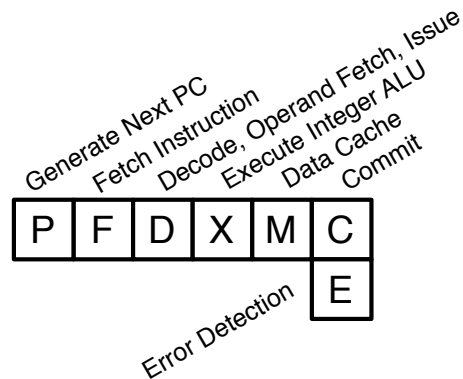 Generate Next PC
Fetch Instruction
Decode, Operand Fetch, Issue
Execute Integer ALU
Data Cache
Commit
P F D X M C
E
Error Detection